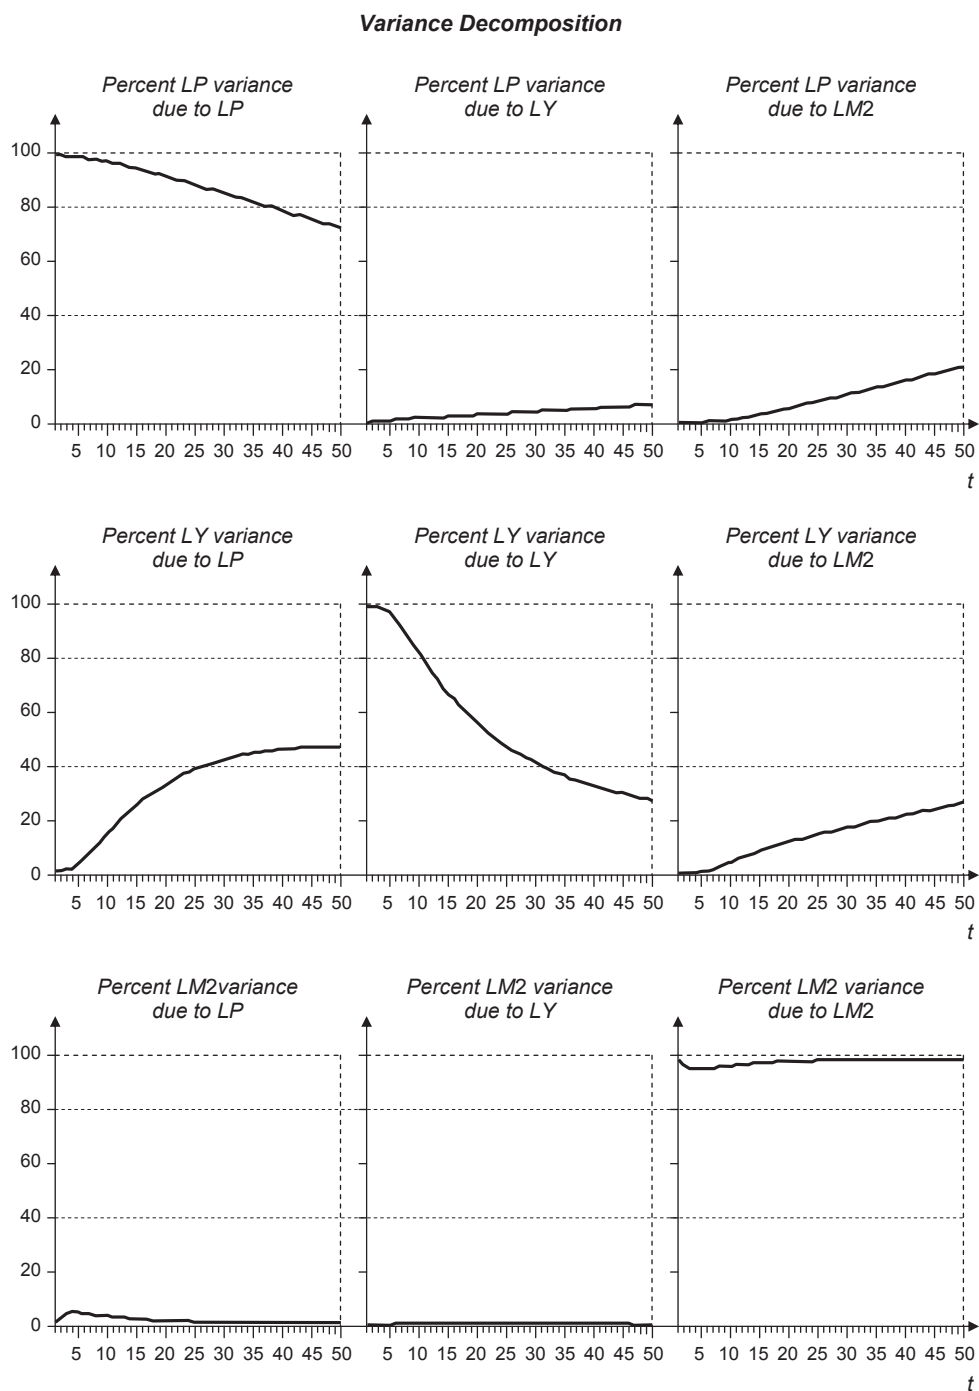 Variance Decomposition
Percent LP variance
due to LP
Percent LP variance
due to LY
Percent LP variance
due to LM2
100
80
60
40
20
0
5 10 15 20 25 30 35 40 45 50
5 10 15 20 25 30 35 40 45 50
5 10 15 20 25 30 35 40 45 50
t
Percent LY variance
due to LP
Percent LY variance
due to LY
Percent LY variance
due to LM2
100
80
60
40
20
0
5 10 15 20 25 30 35 40 45 50
5 10 15 20 25 30 35 40 45 50
5 10 15 20 25 30 35 40 45 50
t
Percent LM2variance
due to LP
Percent LM2 variance
due to LY
Percent LM2 variance
due to LM2
100
80
60
40
20
0
5 10 15 20 25 30 35 40 45 50
5 10 15 20 25 30 35 40 45 50
5 10 15 20 25 30 35 40 45 50
t